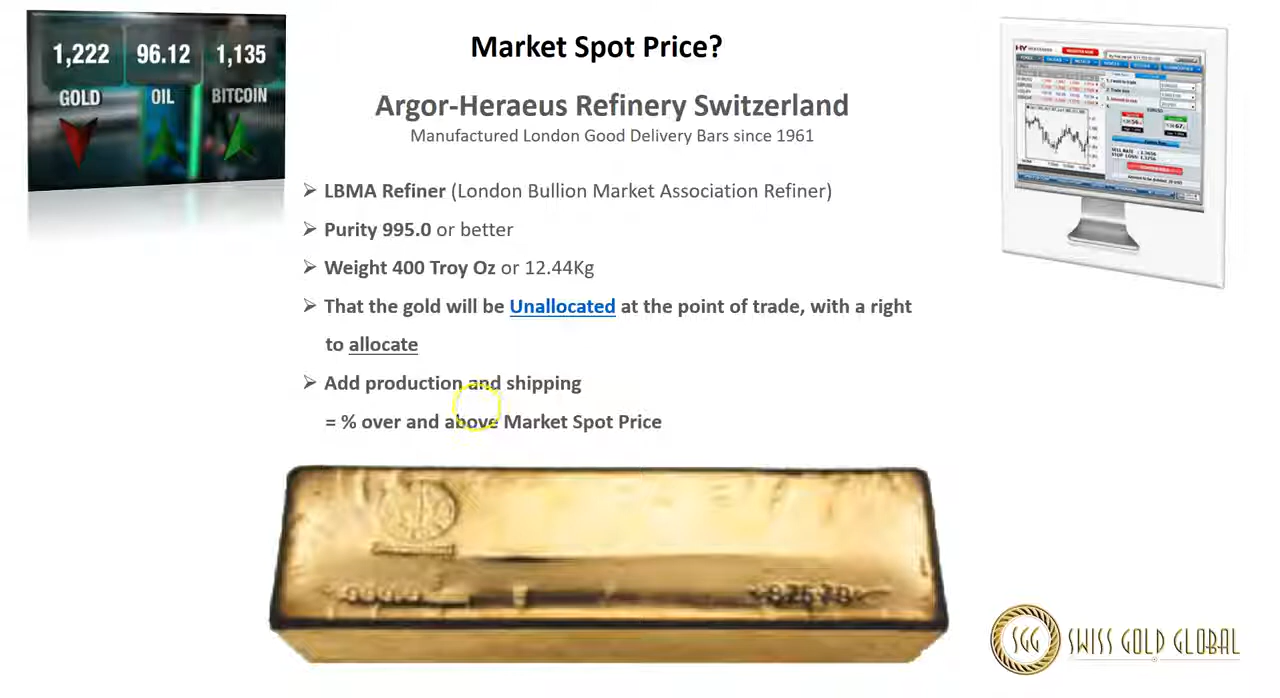 1,222 96.12 1,135
GOLD OIL BITCOIN
Market Spot Price?
Argor-Heraeus Refinery Switzerland
Manufactured London Good Delivery Bars since 1961
➢ LBMA Refiner (London Bullion Market Association Refiner)
➢ Purity 995.0 or better
➢ Weight 400 Troy Oz or 12.44Kg
➢ That the gold will be Unallocated at the point of trade, with a right
to allocate
➢ Add production and shipping
= % over and above Market Spot Price
SGG SWISS GOLD GLOBAL